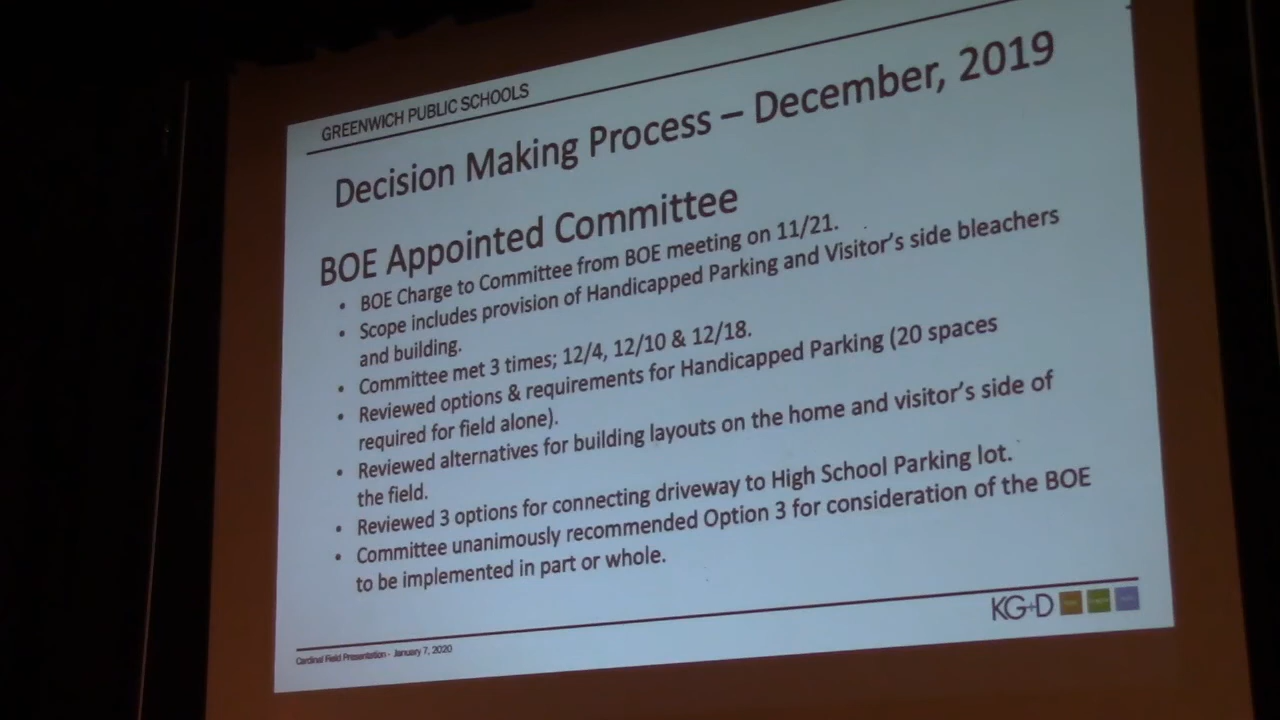 GREENWICH PUBLIC SCHOOLS
Decision Making Process – December, 2019
BOE Appointed Committee
• BOE Charge to Committee from BOE meeting on 11/21.
• Scope includes provision of Handicapped Parking and Visitor's side bleachers
and building.
• Committee met 3 times; 12/4, 12/10 & 12/18.
• Reviewed options & requirements for Handicapped Parking (20 spaces
required for field alone).
• Reviewed alternatives for building layouts on the home and visitor's side of
the field.
• Reviewed 3 options for connecting driveway to High School Parking lot.
• Committee unanimously recommended Option 3 for consideration of the BOE
to be implemented in part or whole.
KG+D
Cardinal Field Presentation - January 7, 2020